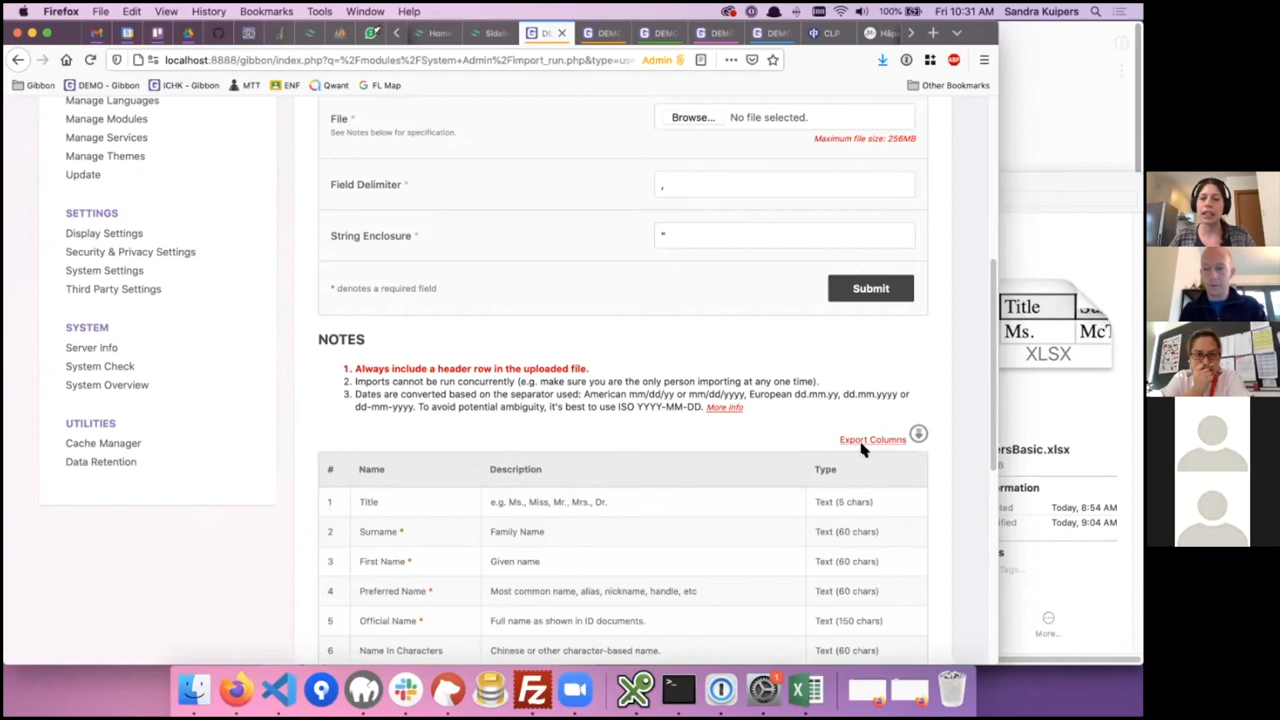 Firefox File Edit View History Bookmarks Tools Window Help 100% Fri 10:31 AM Sandra Kuipers
Home DEMO DEMO DEMO DEMO CLP
localhost:8888/gibbon/index.php?q=%2Fmodules%2FSystem+Admin%2Fimport_run.php&type=us Admin
Gibbon DEMO - Gibbon ICHK - Gibbon MTT ENF Qwant FL Map Other Bookmarks
Manage Languages
Manage Modules
Manage Services
Manage Themes
Update
SETTINGS
Display Settings
Security & Privacy Settings
System Settings
Third Party Settings
SYSTEM
Server Info
System Check
System Overview
UTILITIES
Cache Manager
Data Retention
File *
See Notes below for specification.
Browse... No file selected.
Maximum file size: 256MB
Field Delimiter * ,
String Enclosure * "
* denotes a required field
Submit
NOTES
1. Always include a header row in the uploaded file.
2. Imports cannot be run concurrently (e.g. make sure you are the only person importing at any one time).
3. Dates are converted based on the separator used: American mm/dd/yy or mm/dd/yyyy, European dd.mm.yy, dd.mm.yyyy or
dd-mm-yyyy. To avoid potential ambiguity, it's best to use ISO YYYY-MM-DD. More info
Export Columns
# Name Description Type
1 Title e.g. Ms., Miss, Mr., Mrs., Dr. Text (5 chars)
2 Surname * Family Name Text (60 chars)
3 First Name * Given name Text (60 chars)
4 Preferred Name * Most common name, alias, nickname, handle, etc Text (60 chars)
5 Official Name * Full name as shown in ID documents. Text (150 chars)
6 Name In Characters Chinese or other character-based name. Text (60 chars)
Title
Ms. McT
XLSX
ersBasic.xlsx
rmation
Today, 8:54 AM
Today, 9:04 AM
Tags...
More...
1